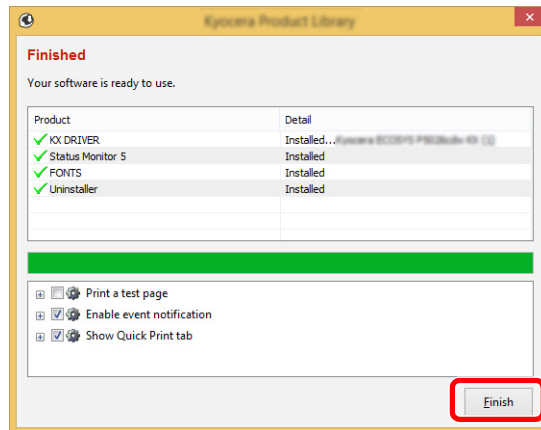 Kyocera Product Library
Finished
Your software is ready to use.
Product Detail
KX DRIVER Installed...
Status Monitor 5 Installed
FONTS Installed
Uninstaller Installed
Print a test page
Enable event notification
Show Quick Print tab
Finish